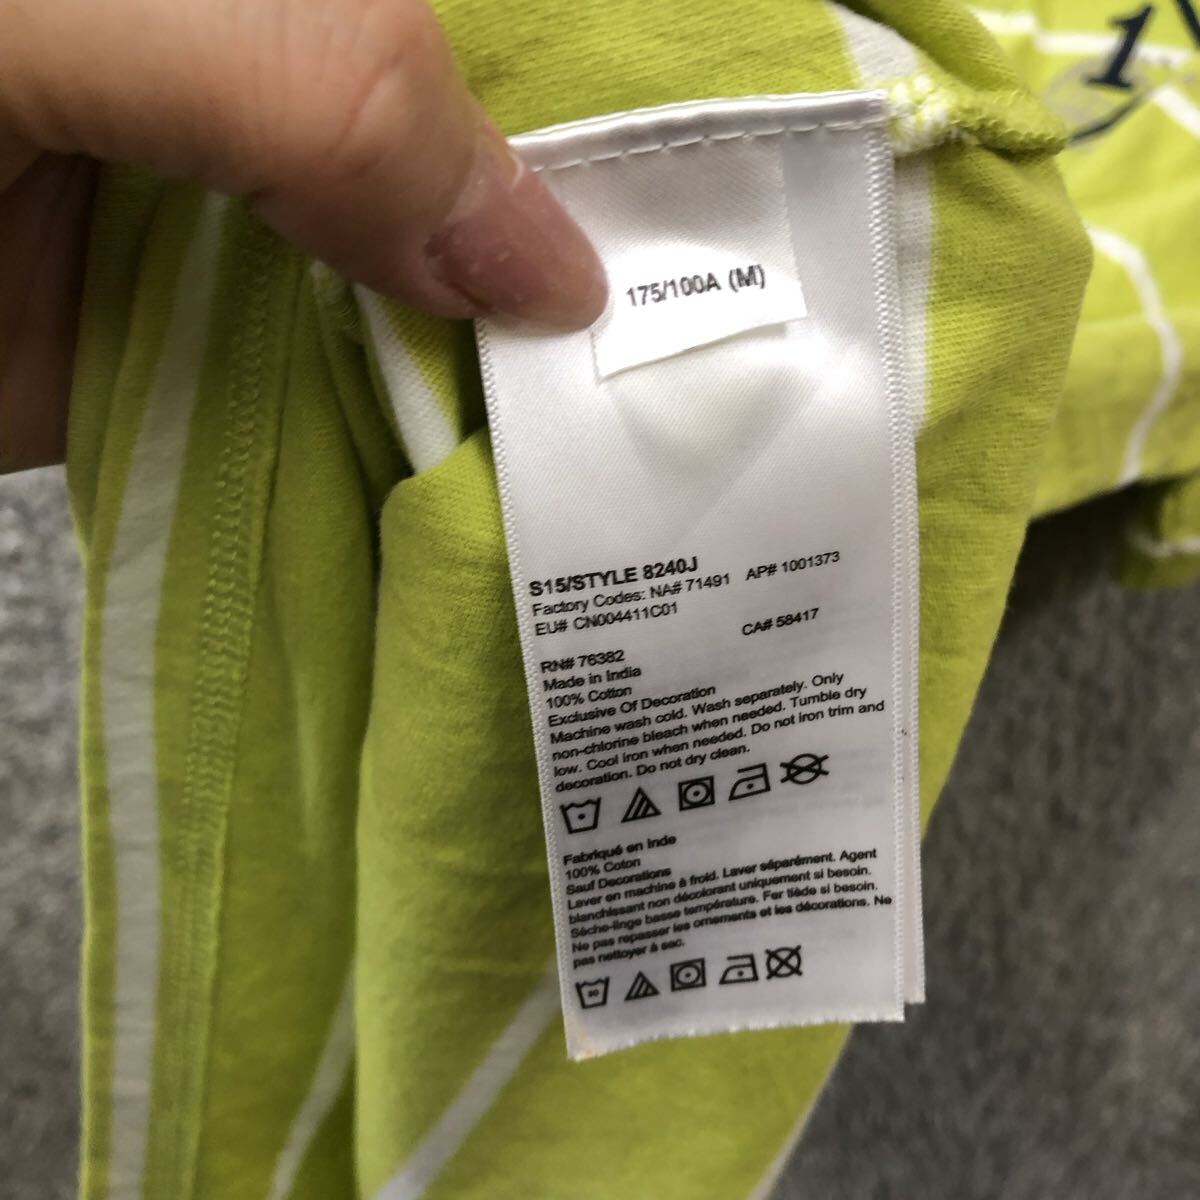 1
175/100A (M)
S15/STYLE 8240J
Factory Codes: NA# 71491 AP# 1001373
EU# CN004411C01
CA# 58417
RN# 76382
Made in India
100% Cotton
Exclusive Of Decoration
Machine wash cold. Wash separately. Only
non-chlorine bleach when needed. Tumble dry
low. Cool iron when needed. Do not iron trim and
decoration. Do not dry clean.
Fabriqué en Inde
100% Coton
Sauf Decorations
Laver en machine à froid. Laver séparément. Agent
blanchissant non décolorant uniquement si besoin.
Sèche-linge basse température. Fer tiède si besoin.
Ne pas repasser les ornements et les décorations. Ne
pas nettoyer à sec.